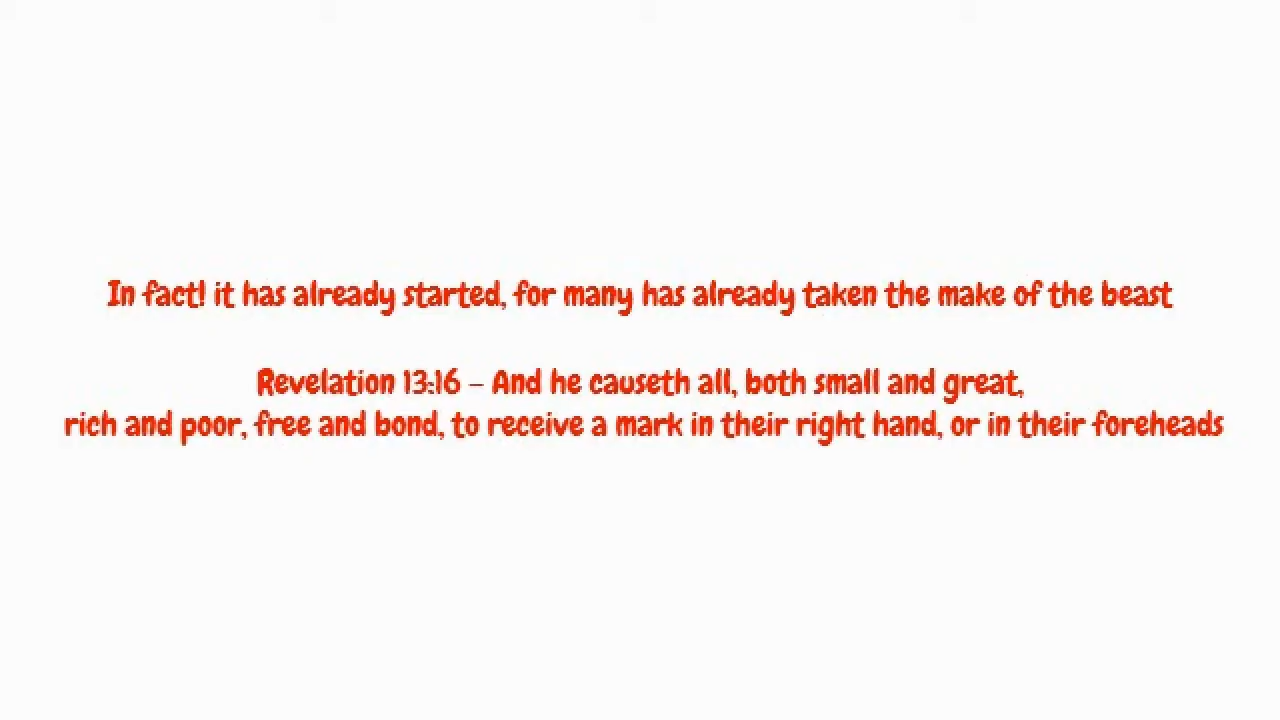 In fact! it has already started, for many has already taken the make of the beast
Revelation 13:16 – And he causeth all, both small and great,
rich and poor, free and bond, to receive a mark in their right hand, or in their foreheads